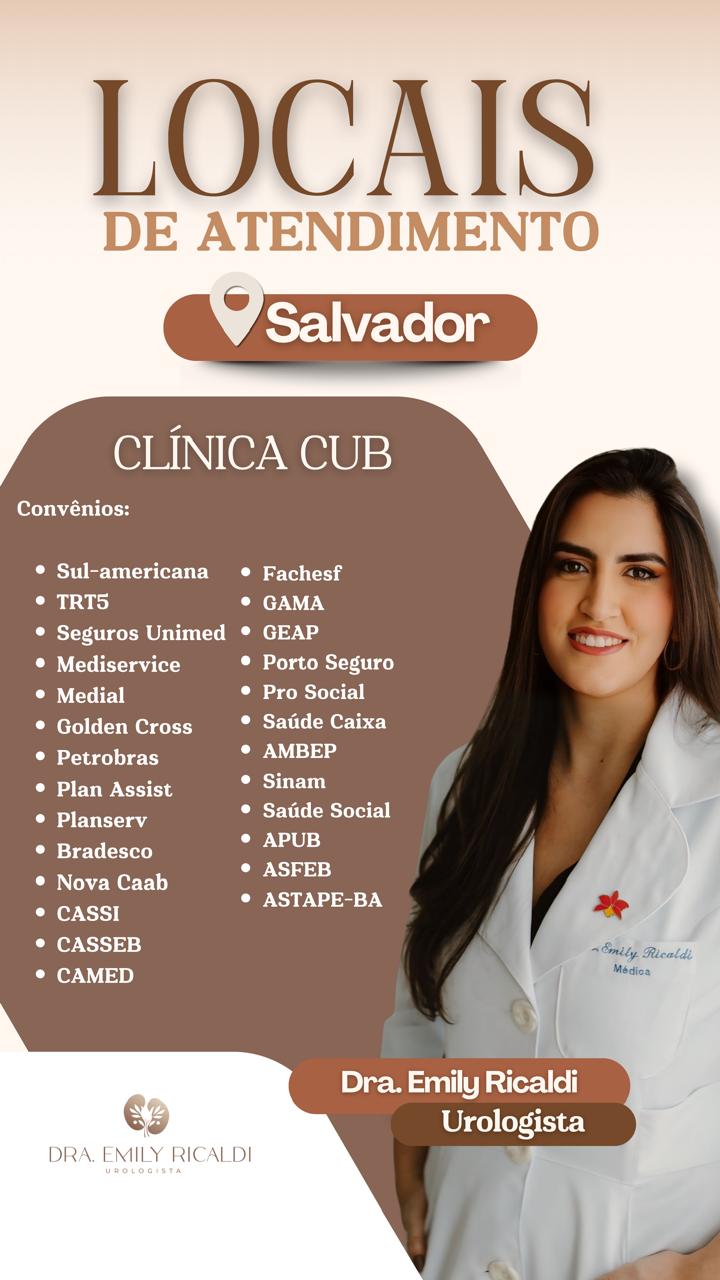 LOCAIS
DE ATENDIMENTO
Salvador
CLÍNICA CUB
Convênios:
Sul-americana
TRT5
Seguros Unimed
Mediservice
Medial
Golden Cross
Petrobras
Plan Assist
Planserv
Bradesco
Nova Caab
CASSI
CASSEB
CAMED
Fachesf
GAMA
GEAP
Porto Seguro
Pro Social
Saúde Caixa
AMBEP
Sinam
Saúde Social
APUB
ASFEB
ASTAPE-BA
Emily Ricaldi
Médica
Dra. Emily Ricaldi
Urologista
DRA. EMILY RICALDI
UROLOGISTA